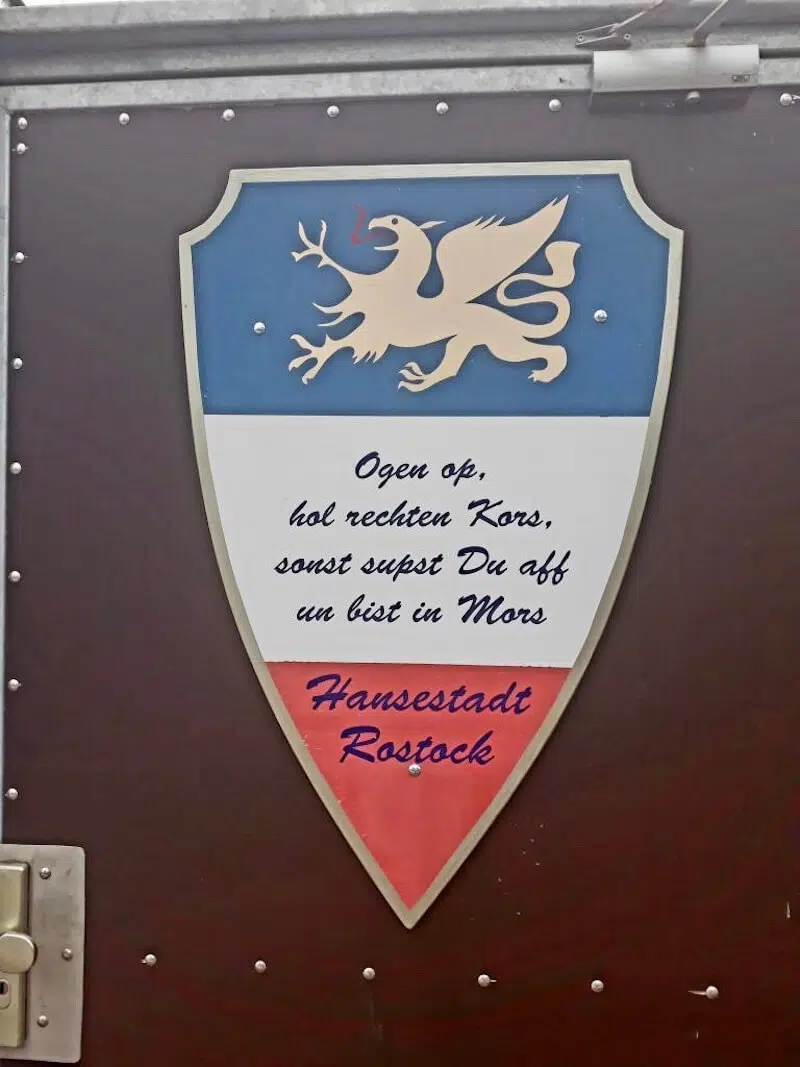 Ogen op,
hol rechten Kors,
sonst supst Du aff
un bist in Mors
Hansestadt
Rostock